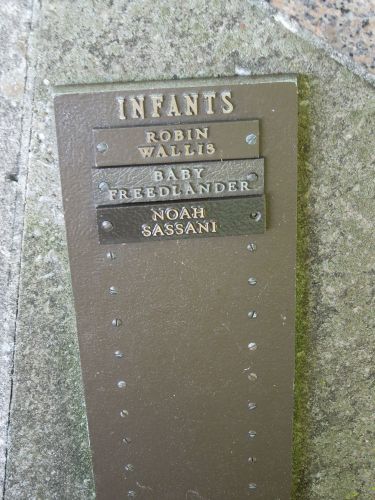 INFANTS
ROBIN
WALLIS
BABY
FREEDLANDER
NOAH
SASSANI